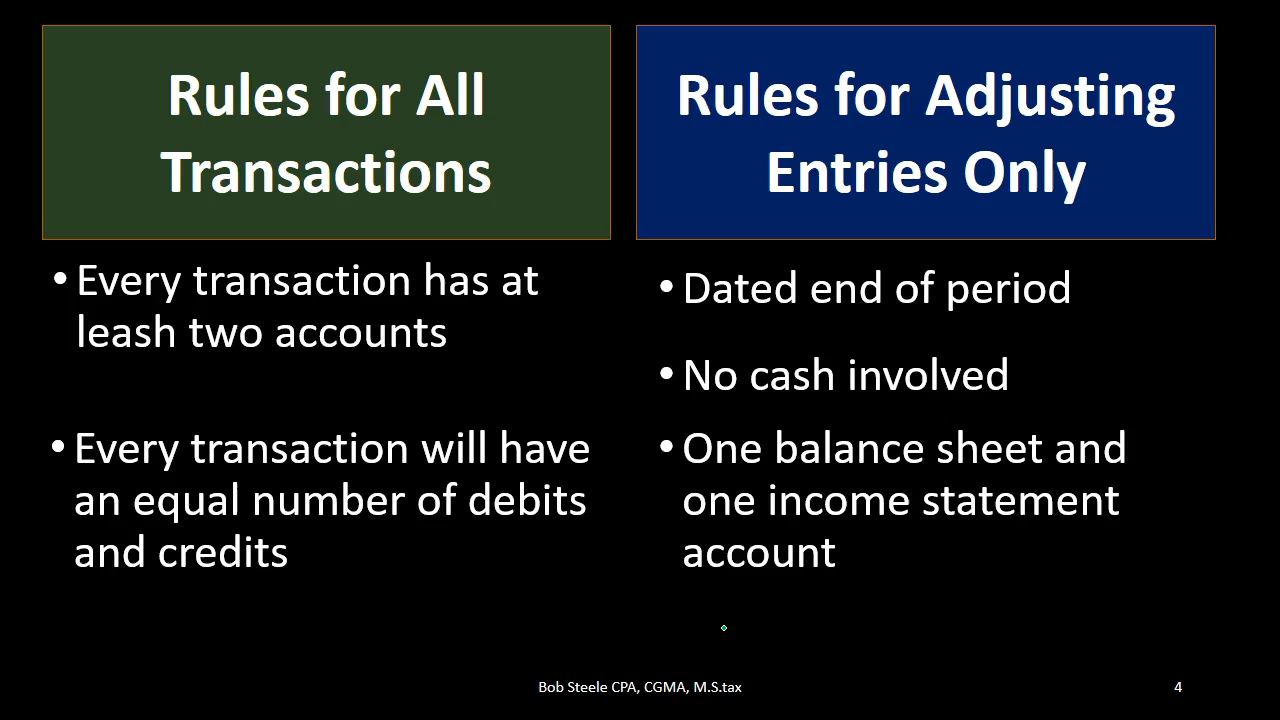 Rules for All
Transactions
• Every transaction has at
leash two accounts
• Every transaction will have
an equal number of debits
and credits
Rules for Adjusting
Entries Only
• Dated end of period
• No cash involved
• One balance sheet and
one income statement
account
Bob Steele CPA, CGMA, M.S.tax
4